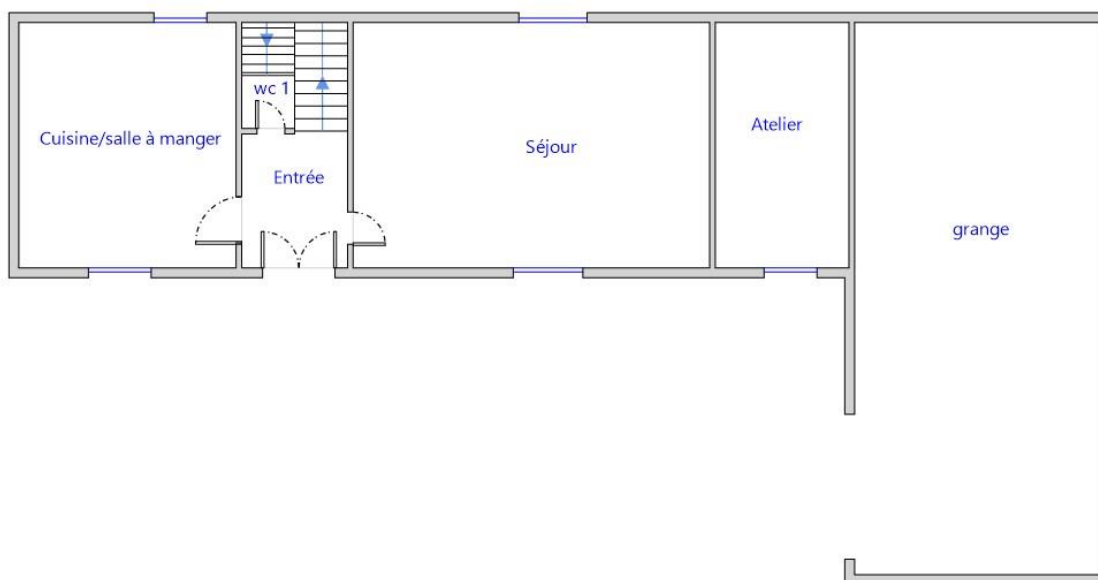 wc 1
Cuisine/salle à manger
Entrée
Séjour
Atelier
grange